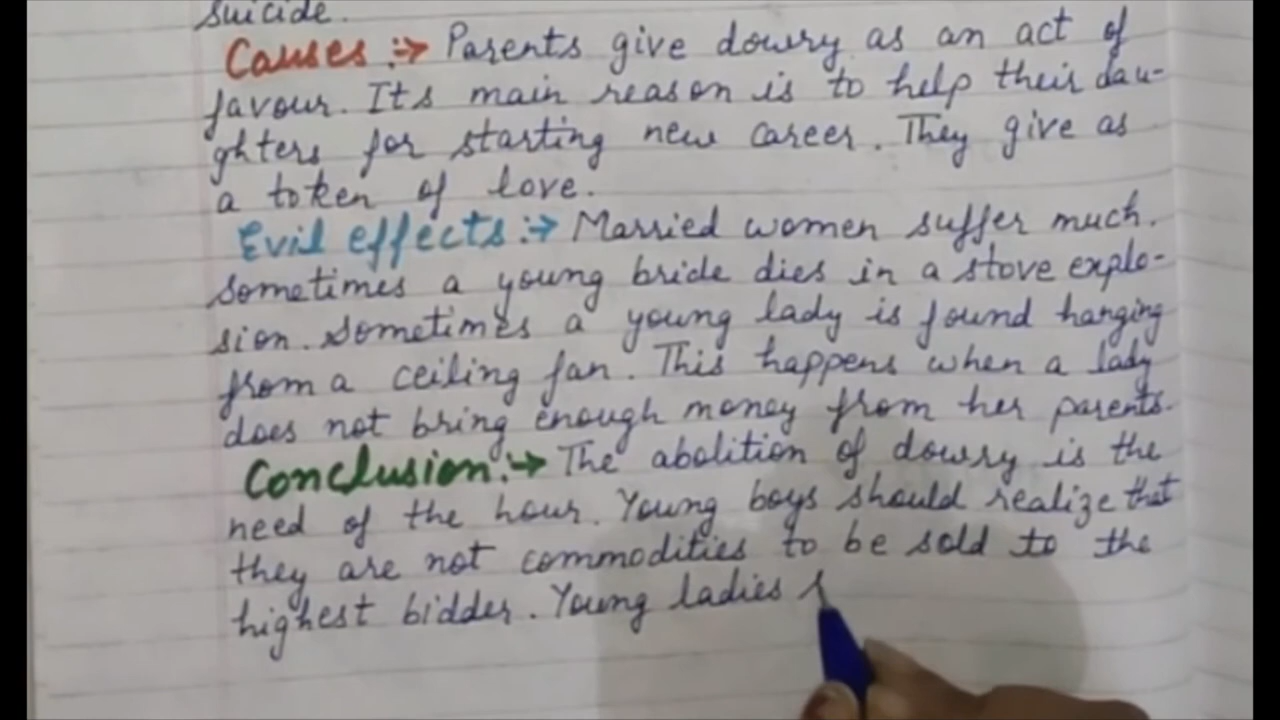 suicide.
Causes :→ Parents give dowry as an act of
favour. Its main reason is to help their dau-
ghters for starting new career. They give as
a token of love.
Evil effects :→ Married women suffer much.
Sometimes a young bride dies in a stove explo-
sion. Sometimes a young lady is found hanging
from a ceiling fan. This happens when a lady
does not bring enough money from her parents.
Conclusion :→ The abolition of dowry is the
need of the hour. Young boys should realize that
they are not commodities to be sold to the
highest bidder. Young ladies s